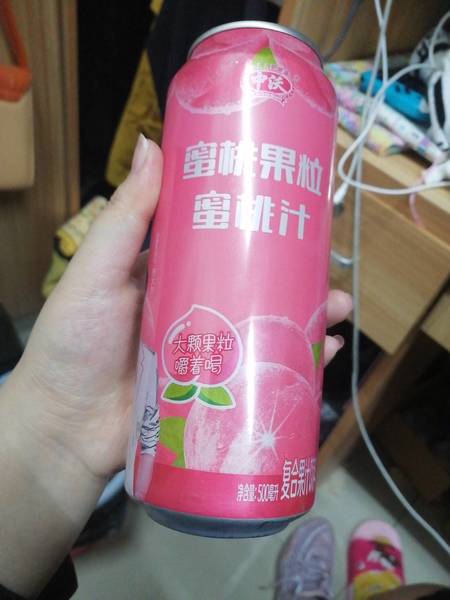 中沃
蜜桃果粒
蜜桃汁
大颗果粒
嚼着喝
净含量:500毫升
复合果汁